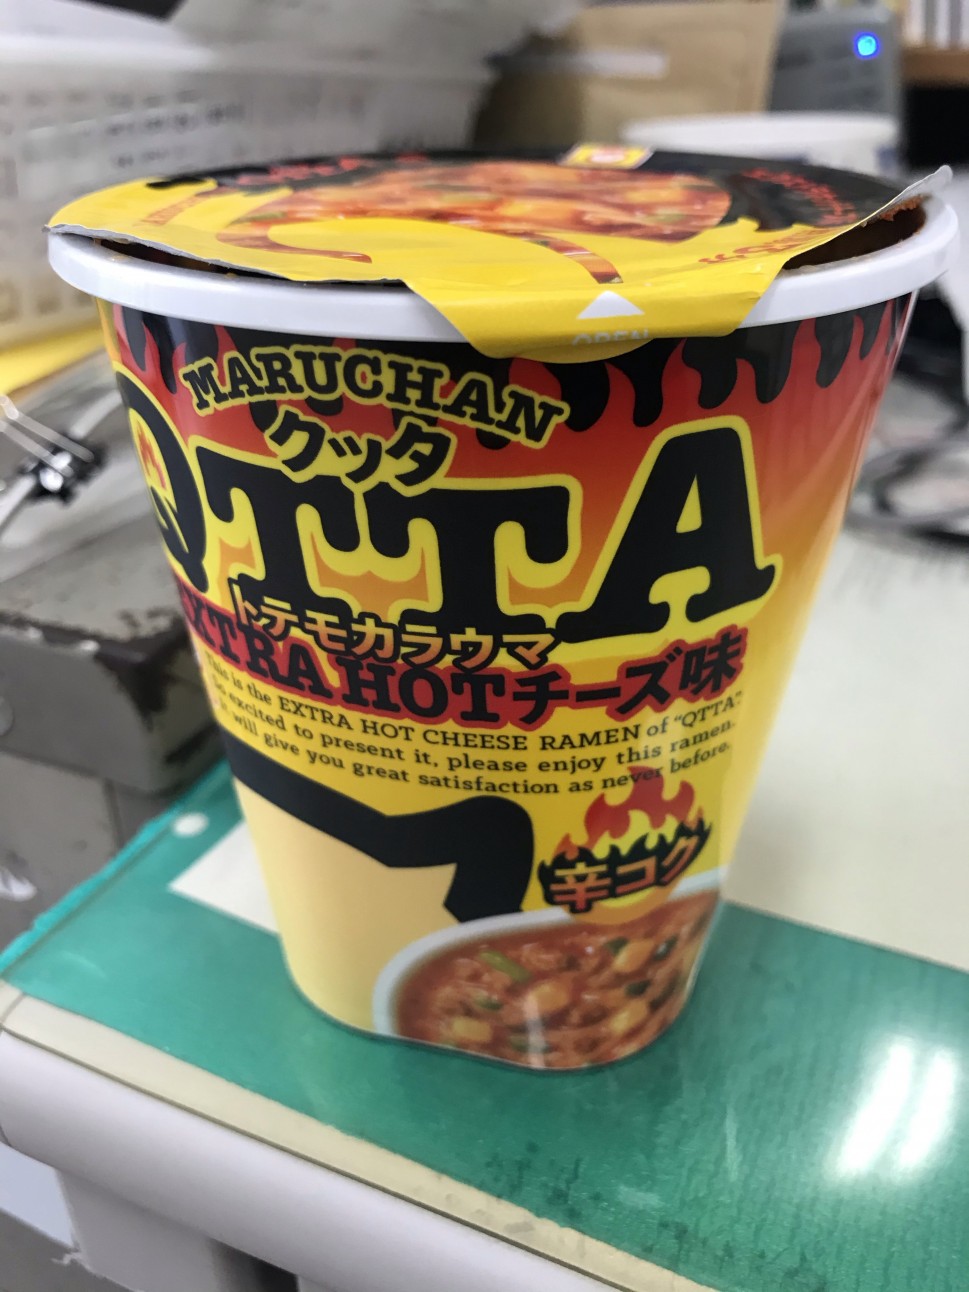 OPEN
MARUCHAN
クッタ
QTTA
トテモカラウマ
EXTRA HOTチーズ味
This is the EXTRA HOT CHEESE RAMEN of "QTTA".
So excited to present it, please enjoy this ramen.
It will give you great satisfaction as never before.
辛コク